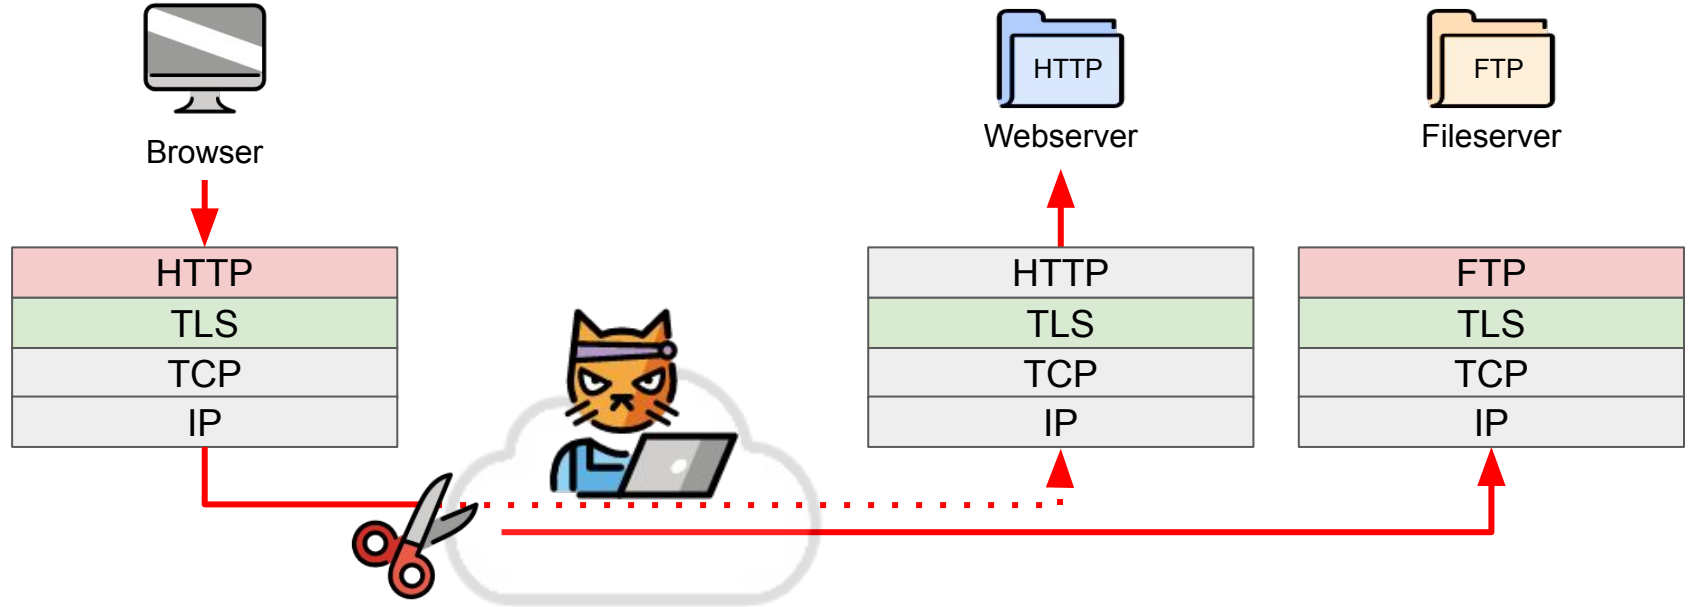 HTTP
FTP
Browser
Webserver
Fileserver
HTTP
TLS
TCP
IP
HTTP
TLS
TCP
IP
FTP
TLS
TCP
IP